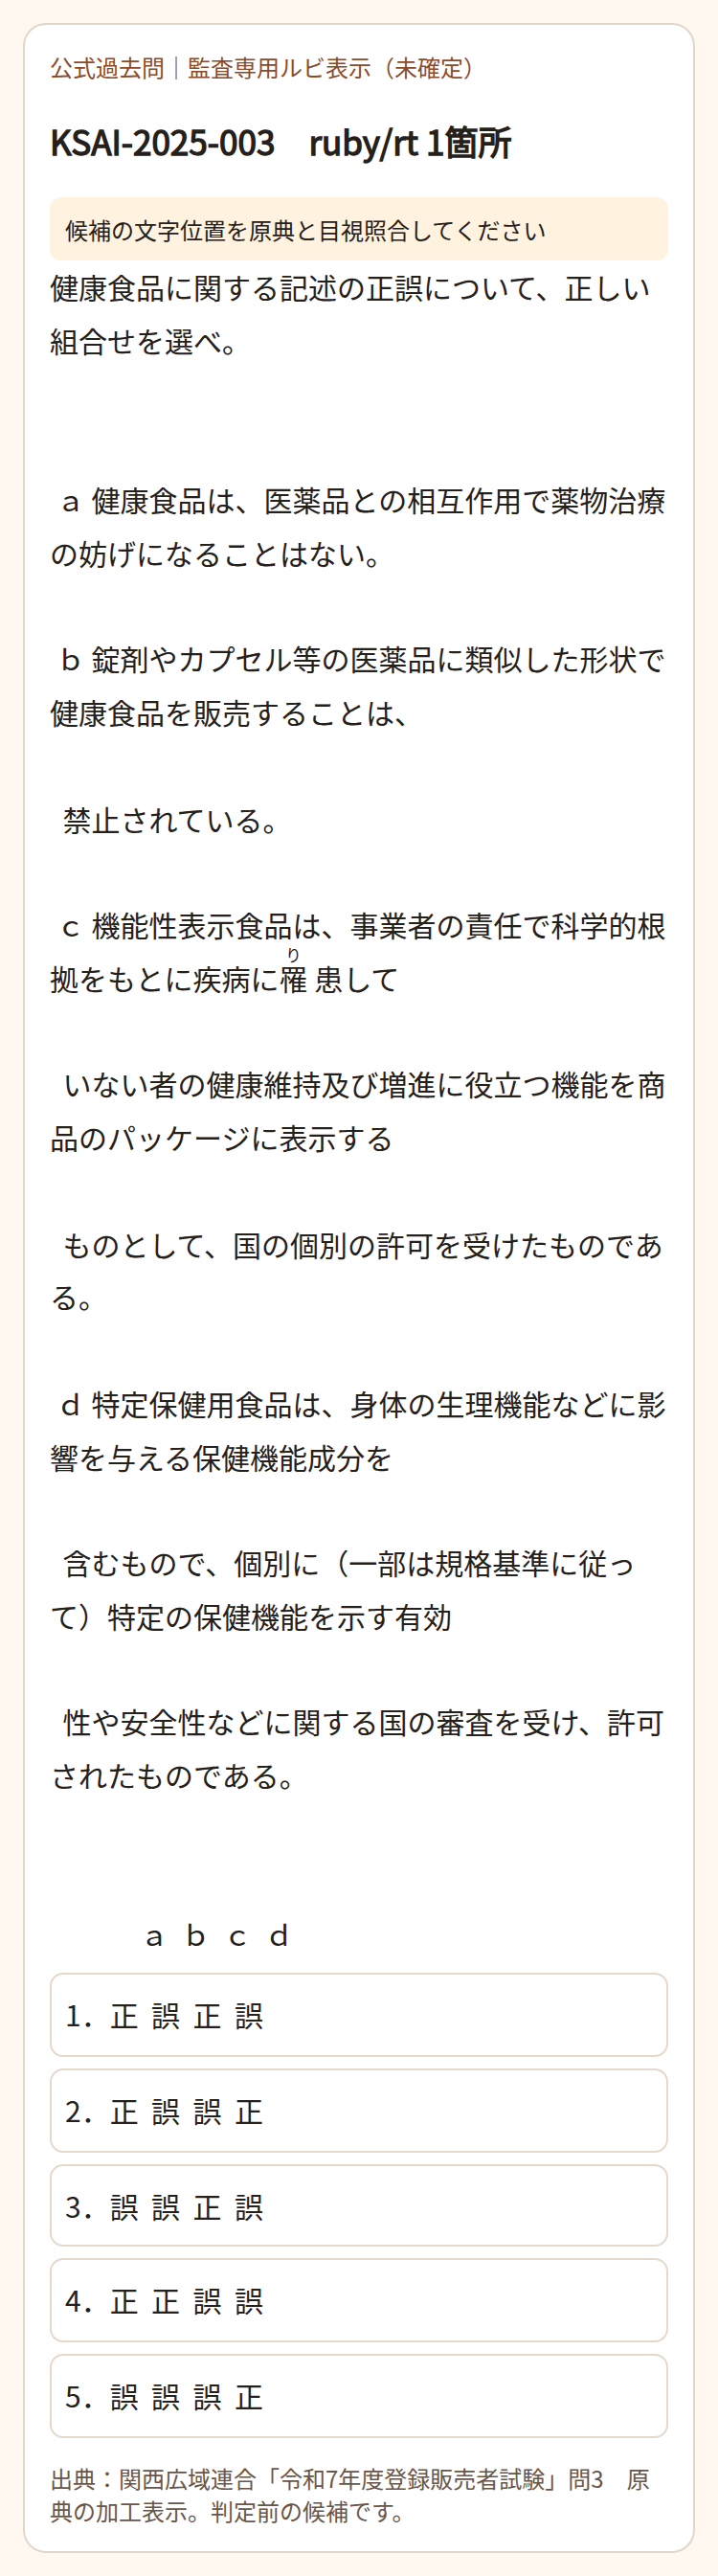 公式過去問｜監査専用ルビ表示（未確定）
KSAI-2025-003　ruby/rt 1箇所
候補の文字位置を原典と目視照合してください
健康食品に関する記述の正誤について、正しい
組合せを選べ。
ａ 健康食品は、医薬品との相互作用で薬物治療
の妨げになることはない。
ｂ 錠剤やカプセル等の医薬品に類似した形状で
健康食品を販売することは、
禁止されている。
ｃ 機能性表示食品は、事業者の責任で科学的根
り
拠をもとに疾病に罹 患して
いない者の健康維持及び増進に役立つ機能を商
品のパッケージに表示する
ものとして、国の個別の許可を受けたものであ
る。
ｄ 特定保健用食品は、身体の生理機能などに影
響を与える保健機能成分を
含むもので、個別に（一部は規格基準に従っ
て）特定の保健機能を示す有効
性や安全性などに関する国の審査を受け、許可
されたものである。
ａ ｂ ｃ ｄ
1．正 誤 正 誤
2．正 誤 誤 正
3．誤 誤 正 誤
4．正 正 誤 誤
5．誤 誤 誤 正
出典：関西広域連合「令和7年度登録販売者試験」問3　原
典の加工表示。判定前の候補です。